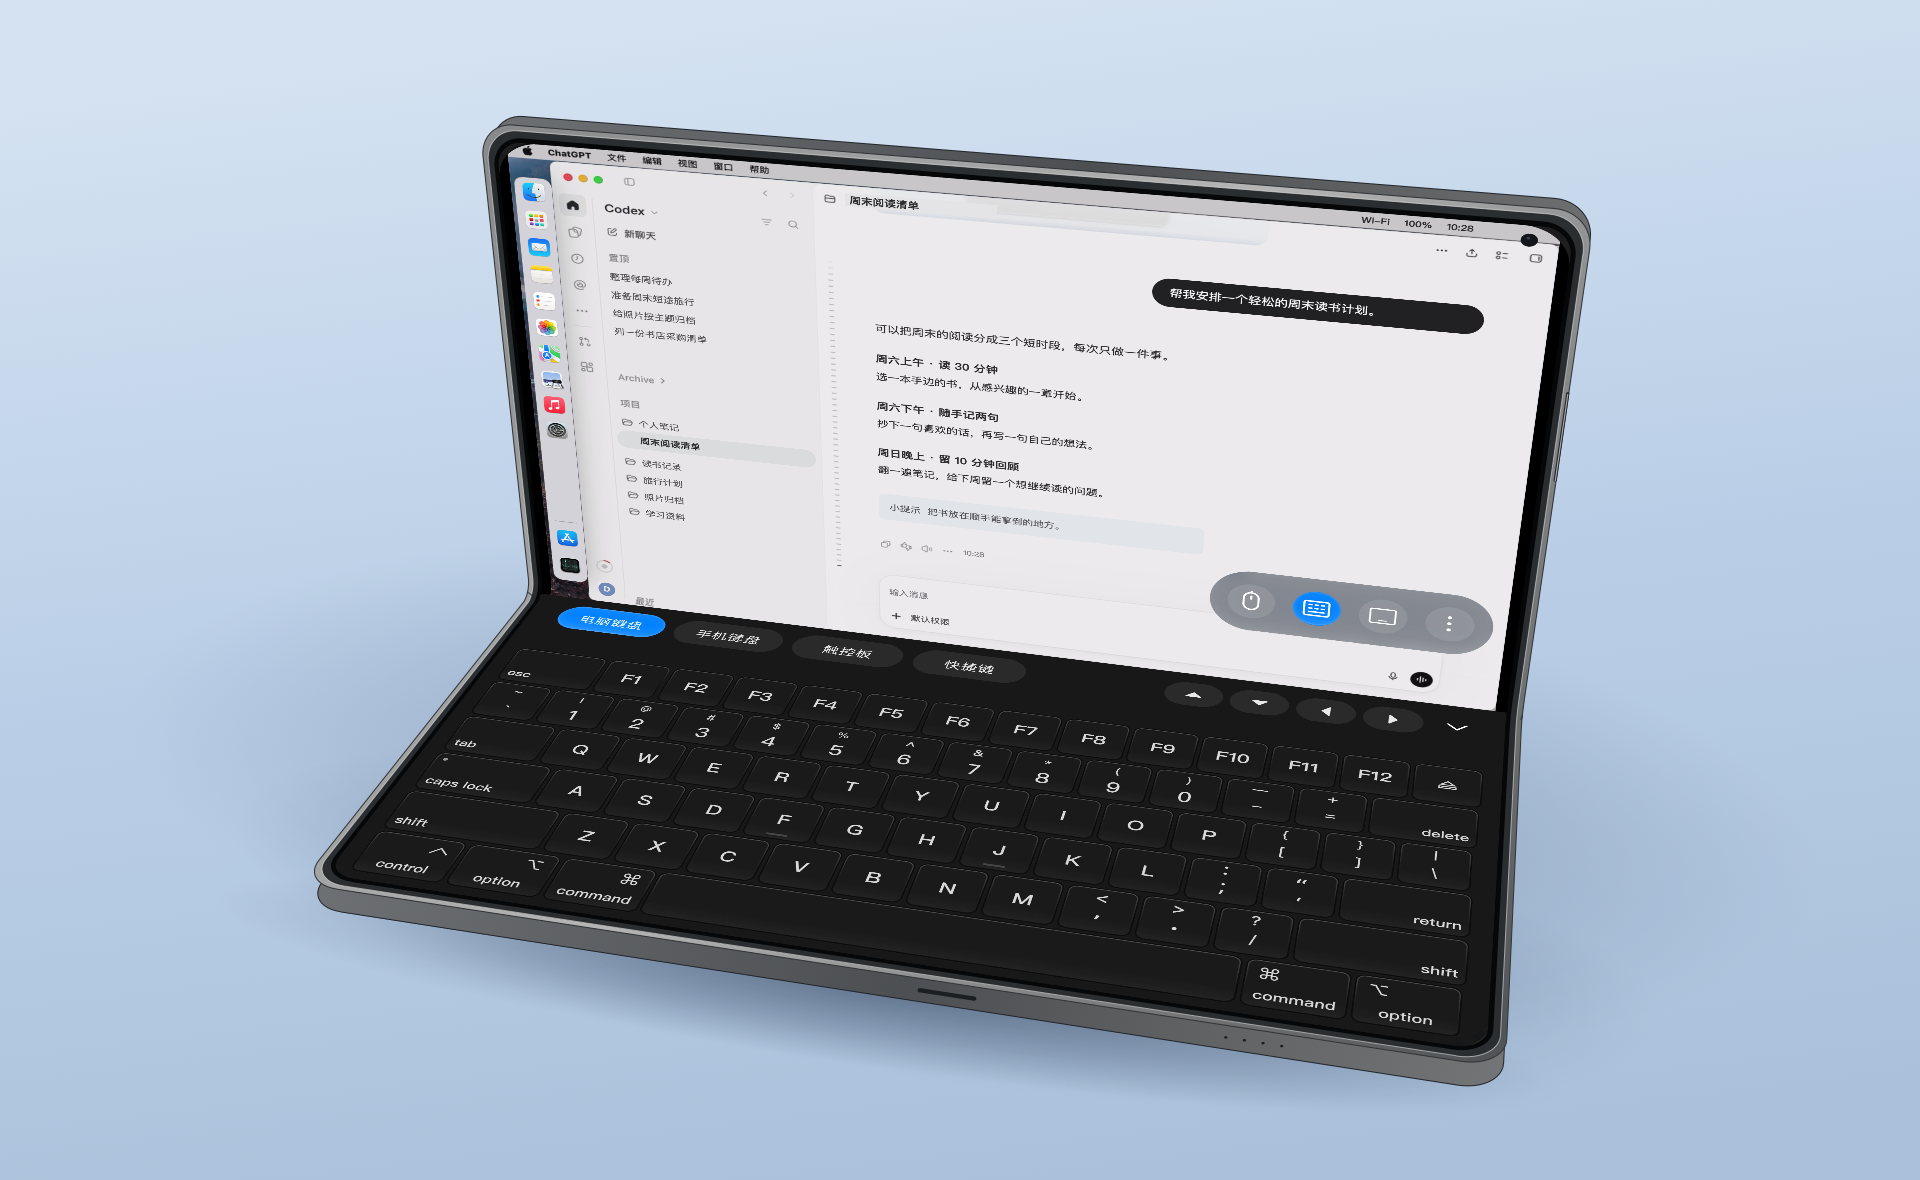 ChatGPT 文件 编辑 视图 窗口 帮助
Wi-Fi 100% 10:28
Codex
新聊天
置顶
整理每周待办
准备周末短途旅行
给照片按主题归档
列一份书店采购清单
Archive
项目
个人笔记
周末阅读清单
读书记录
旅行计划
照片归档
学习资料
D
最近
周末阅读清单
帮我安排一个轻松的周末读书计划。
可以把周末的阅读分成三个短时段，每次只做一件事。
周六上午 · 读 30 分钟
选一本手边的书，从感兴趣的一章开始。
周六下午 · 随手记两句
抄下一句喜欢的话，再写一句自己的想法。
周日晚上 · 留 10 分钟回顾
翻一遍笔记，给下周留一个想继续读的问题。
小提示 把书放在顺手能拿到的地方。
10:28
输入消息
+ 默认权限
电脑键盘 手机键盘 触控板 快捷键
esc F1 F2 F3 F4 F5 F6 F7 F8 F9 F10 F11 F12
~ ! @ # $ % ^ & * ( ) — +
` 1 2 3 4 5 6 7 8 9 0 – =
delete
tab Q W E R T Y U I O P { [ } ] | \
caps lock A S D F G H J K L : ; “ ‘ return
shift Z X C V B N M < , > . ? / shift
control option ⌘ command ⌘ command option